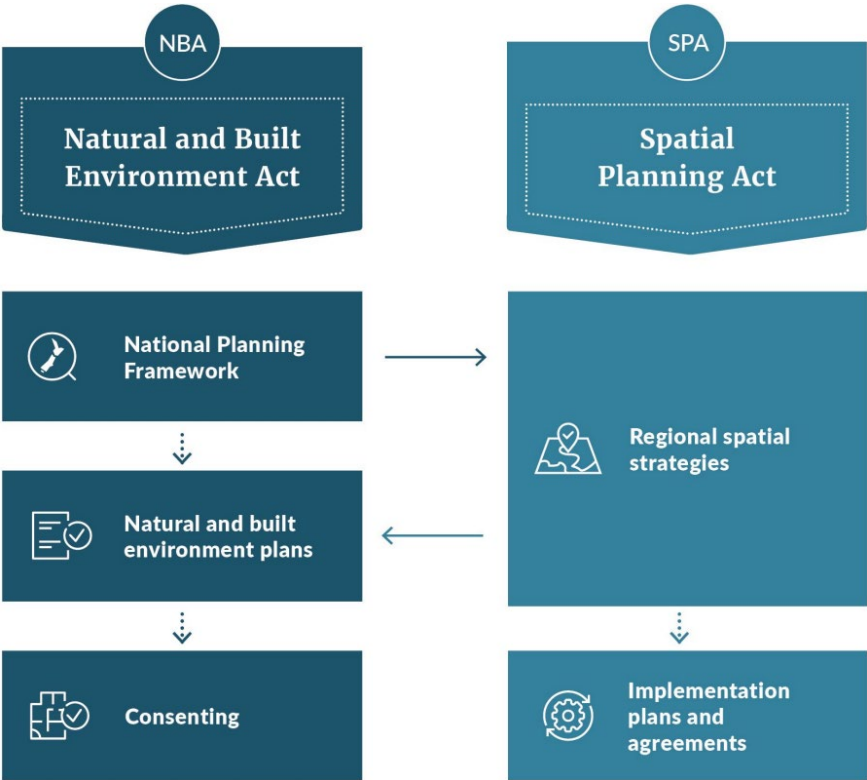 NBA
Natural and Built
Environment Act
SPA
Spatial
Planning Act
National Planning
Framework
Regional spatial
strategies
Natural and built
environment plans
Consenting
Implementation
plans and
agreements